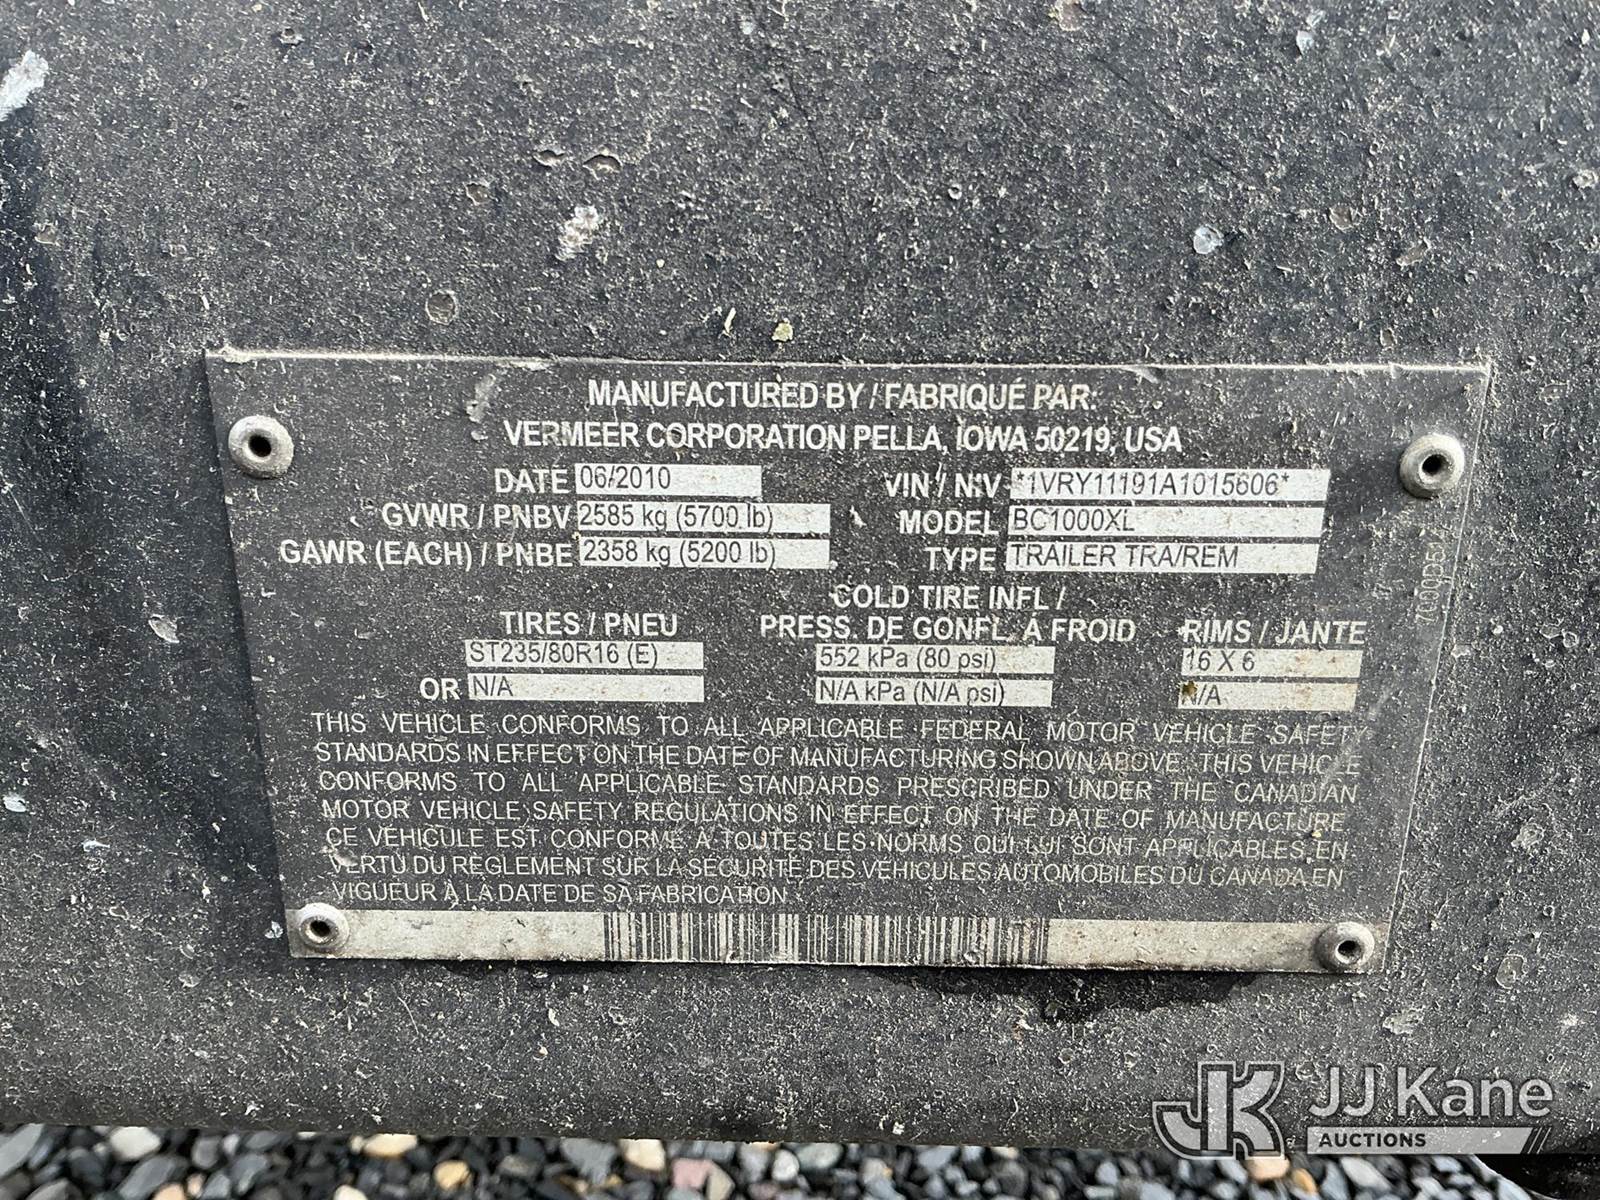 MANUFACTURED BY / FABRIQUÉ PAR:
VERMEER CORPORATION PELLA, IOWA 50219, USA
DATE 06/2010 VIN / NIV *1VRY11191A1015606*
GVWR / PNBV 2585 kg (5700 lb) MODEL BC1000XL
GAWR (EACH) / PNBE 2358 kg (5200 lb) TYPE TRAILER TRA/REM
COLD TIRE INFL /
TIRES / PNEU PRESS. DE GONFL. À FROID RIMS / JANTE
ST235/80R16 (E) 552 kPa (80 psi) 16 X 6
OR N/A N/A kPa (N/A psi) N/A
THIS VEHICLE CONFORMS TO ALL APPLICABLE FEDERAL MOTOR VEHICLE SAFETY
STANDARDS IN EFFECT ON THE DATE OF MANUFACTURING SHOWN ABOVE. THIS VEHICLE
CONFORMS TO ALL APPLICABLE STANDARDS PRESCRIBED UNDER THE CANADIAN
MOTOR VEHICLE SAFETY REGULATIONS IN EFFECT ON THE DATE OF MANUFACTURE
CE VÉHICULE EST CONFORME À TOUTES LES NORMS QUI LUI SONT APPLICABLES EN
VERTU DU RÈGLEMENT SUR LA SÉCURITÉ DES VÉHICULES AUTOMOBILES DU CANADA EN
VIGUEUR À LA DATE DE SA FABRICATION
JJ Kane
AUCTIONS